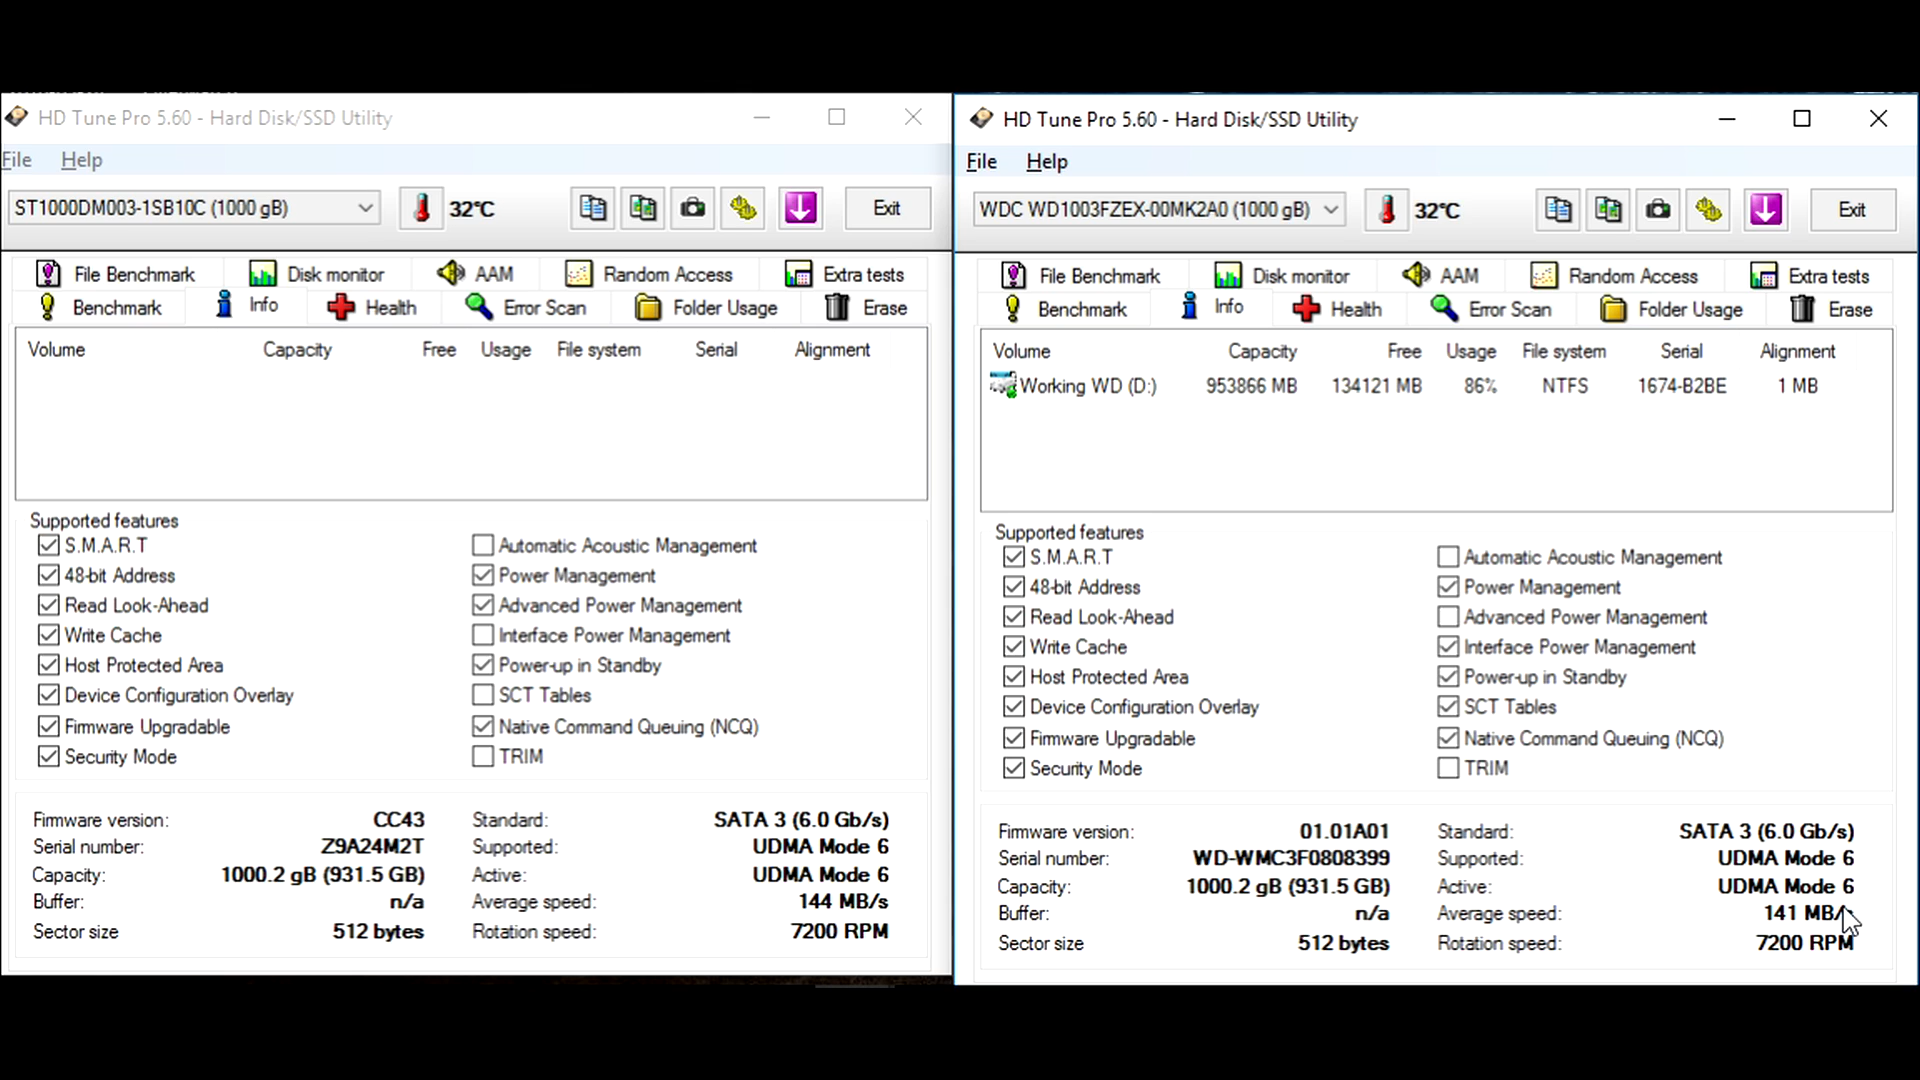 HD Tune Pro 5.60 - Hard Disk/SSD Utility
File Help
ST1000DM003-1SB10C (1000 gB) 32°C Exit
File Benchmark Disk monitor AAM Random Access Extra tests
Benchmark Info Health Error Scan Folder Usage Erase
Volume Capacity Free Usage File system Serial Alignment
Supported features
S.M.A.R.T Automatic Acoustic Management
48-bit Address Power Management
Read Look-Ahead Advanced Power Management
Write Cache Interface Power Management
Host Protected Area Power-up in Standby
Device Configuration Overlay SCT Tables
Firmware Upgradable Native Command Queuing (NCQ)
Security Mode TRIM
Firmware version: CC43 Standard: SATA 3 (6.0 Gb/s)
Serial number: Z9A24M2T Supported: UDMA Mode 6
Capacity: 1000.2 gB (931.5 GB) Active: UDMA Mode 6
Buffer: n/a Average speed: 144 MB/s
Sector size 512 bytes Rotation speed: 7200 RPM
HD Tune Pro 5.60 - Hard Disk/SSD Utility
File Help
WDC WD1003FZEX-00MK2A0 (1000 gB) 32°C Exit
File Benchmark Disk monitor AAM Random Access Extra tests
Benchmark Info Health Error Scan Folder Usage Erase
Volume Capacity Free Usage File system Serial Alignment
Working WD (D:) 953866 MB 134121 MB 86% NTFS 1674-B2BE 1 MB
Supported features
S.M.A.R.T Automatic Acoustic Management
48-bit Address Power Management
Read Look-Ahead Advanced Power Management
Write Cache Interface Power Management
Host Protected Area Power-up in Standby
Device Configuration Overlay SCT Tables
Firmware Upgradable Native Command Queuing (NCQ)
Security Mode TRIM
Firmware version: 01.01A01 Standard: SATA 3 (6.0 Gb/s)
Serial number: WD-WMC3F0808399 Supported: UDMA Mode 6
Capacity: 1000.2 gB (931.5 GB) Active: UDMA Mode 6
Buffer: n/a Average speed: 141 MB/s
Sector size 512 bytes Rotation speed: 7200 RPM